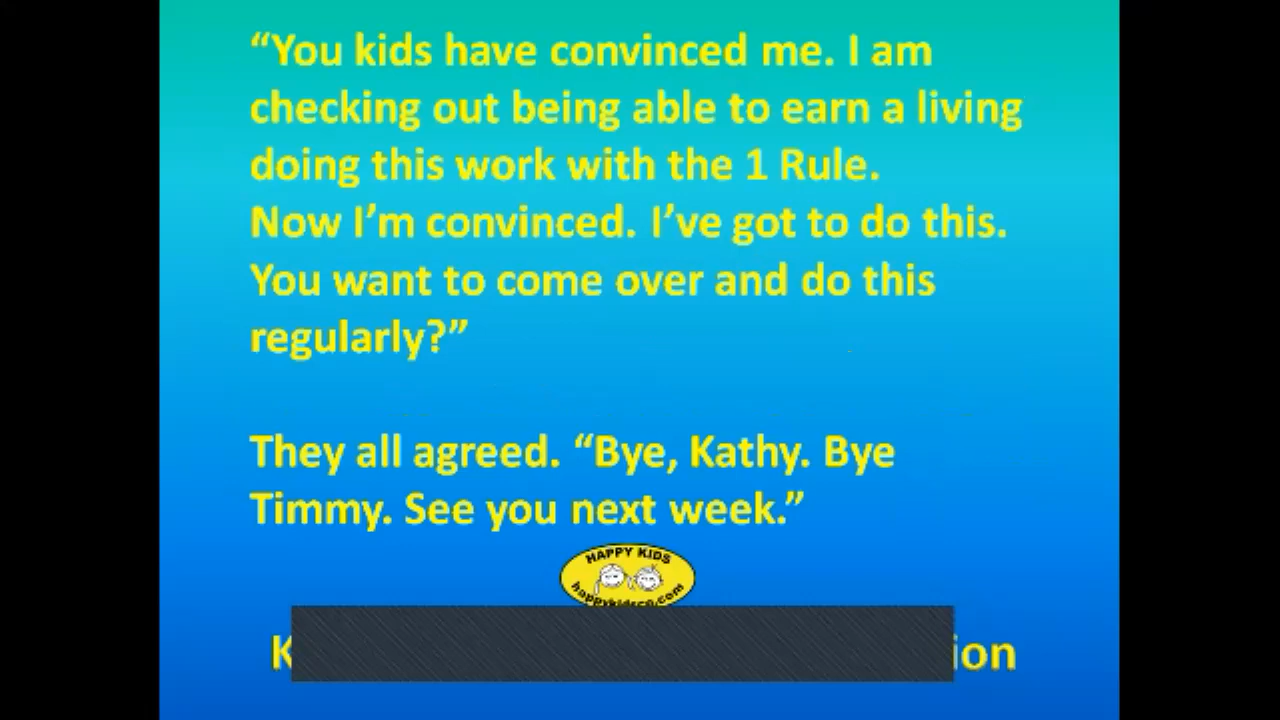 “You kids have convinced me. I am
checking out being able to earn a living
doing this work with the 1 Rule.
Now I’m convinced. I’ve got to do this.
You want to come over and do this
regularly?”
They all agreed. “Bye, Kathy. Bye
Timmy. See you next week.”
HAPPY KIDS